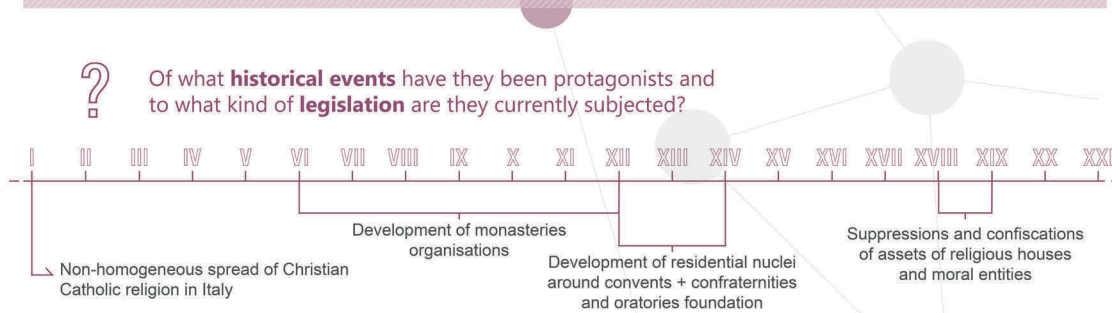 ?
Of what historical events have they been protagonists and
to what kind of legislation are they currently subjected?
I II III IV V VI VII VIII IX X XI XII XIII XIV XV XVI XVII XVIII XIX XX XXI
Development of monasteries
organisations
Suppressions and confiscations
of assets of religious houses
and moral entities
Development of residential nuclei
around convents + confraternities
and oratories foundation
Non-homogeneous spread of Christian
Catholic religion in Italy